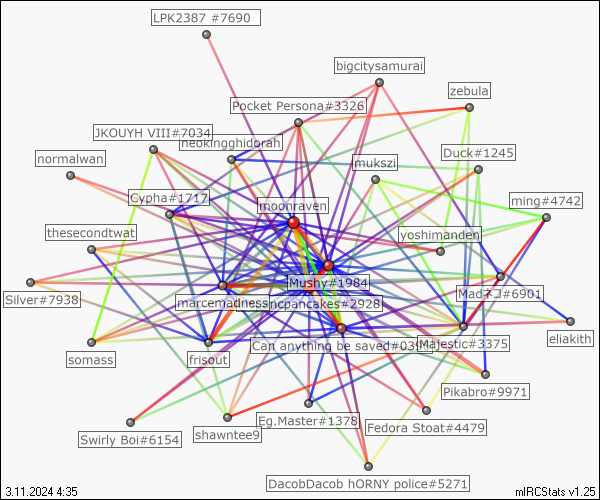 LPK2387 #7690
bigcitysamurai
zebula
Pocket Persona#3326
JKOUYH VIII#7034
neokingghidorah
Duck#1245
normalwan
mukszi
Cypha#1717
moonraven
ming#4742
thesecondtwat
yoshimanden
Mushy#1984
Silver#7938
marcemadness
ncpancakes#2928
Madネコ#6901
Can anything be saved#039
Majestic#3375
eliakith
somass
frisout
Pikabro#9971
Eg.Master#1378
Fedora Stoat#4479
Swirly Boi#6154
shawntee9
DacobDacob hORNY police#5271
3.11.2024 4:35
mIRCStats v1.25